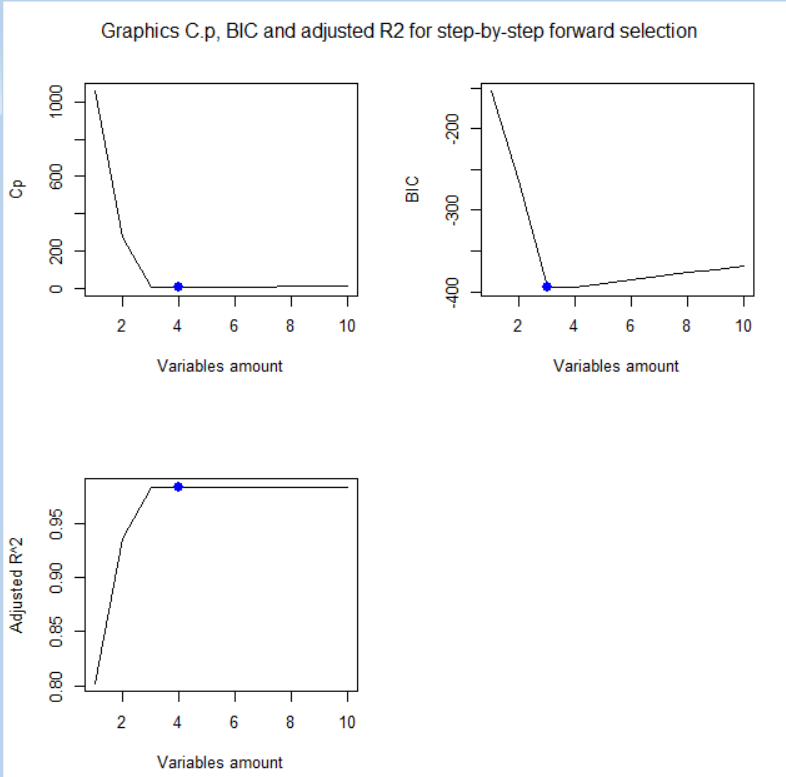 Graphics C.p, BIC and adjusted R2 for step-by-step forward selection
Cp
1000
600
200
0
2 4 6 8 10
Variables amount
BIC
-200
-300
-400
2 4 6 8 10
Variables amount
Adjusted R^2
0.95
0.90
0.85
0.80
2 4 6 8 10
Variables amount